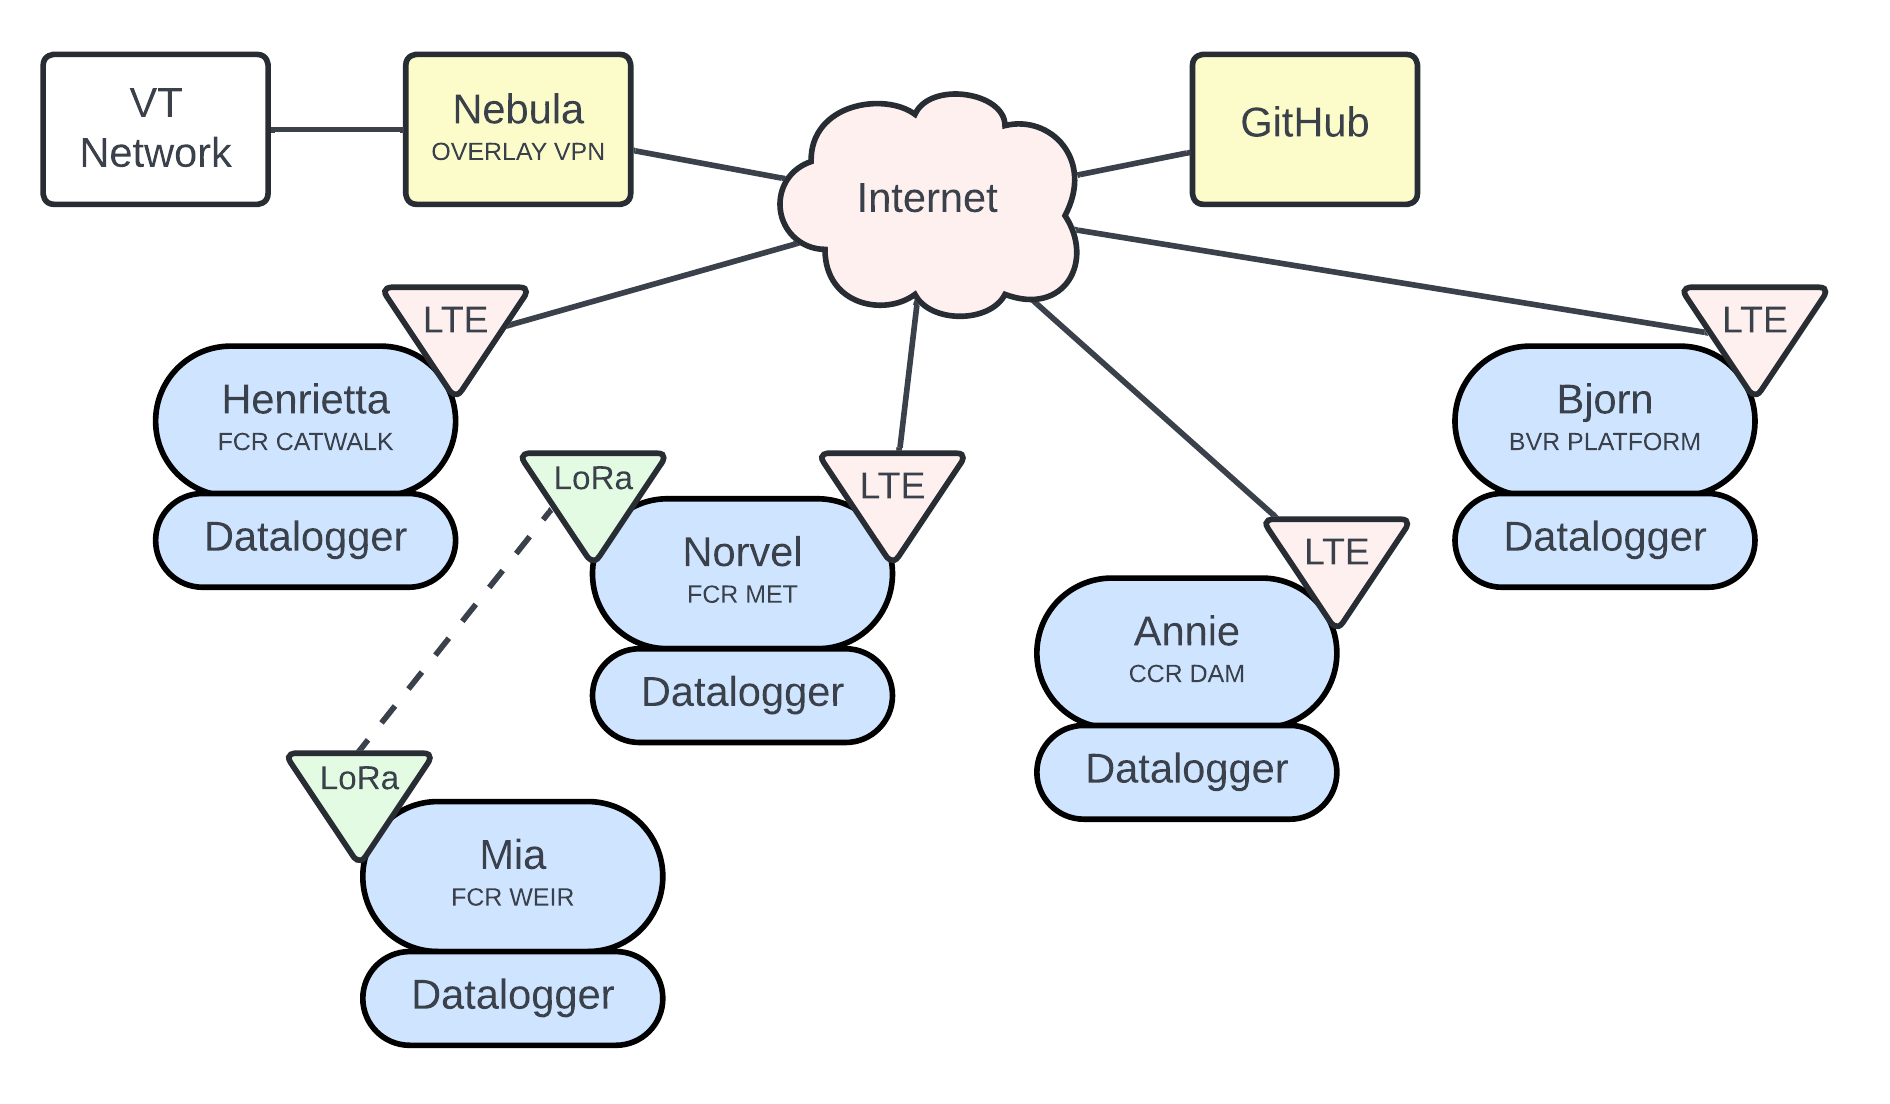 VT
Network
Nebula
OVERLAY VPN
Internet
GitHub
LTE
Henrietta
FCR CATWALK
Datalogger
LoRa
LTE
Norvel
FCR MET
Datalogger
LTE
Annie
CCR DAM
Datalogger
LTE
Bjorn
BVR PLATFORM
Datalogger
LoRa
Mia
FCR WEIR
Datalogger